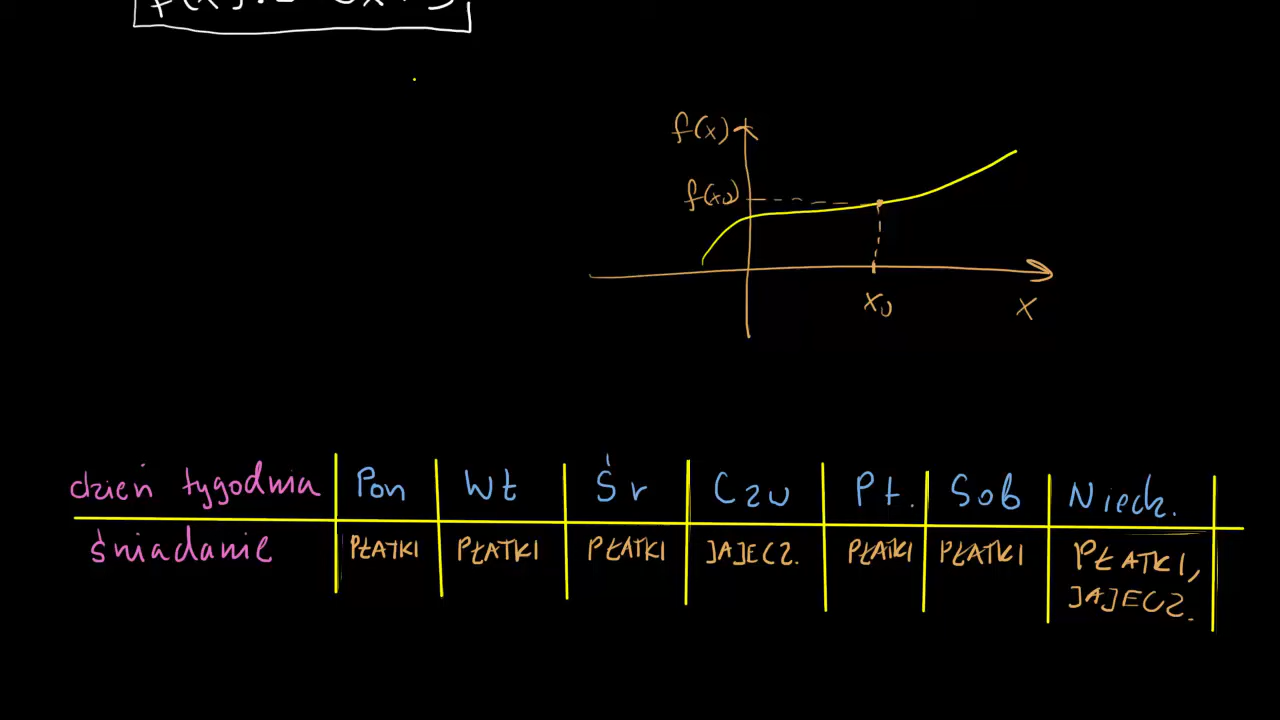 f(x)
f(x₀)
x₀
x
dzień tygodnia Pon Wt Śr Czw Pt. Sob Niedz.
śniadanie PŁATKI PŁATKI PŁATKI JAJECZ. PŁATKI PŁATKI PŁATKI,
JAJECZ.